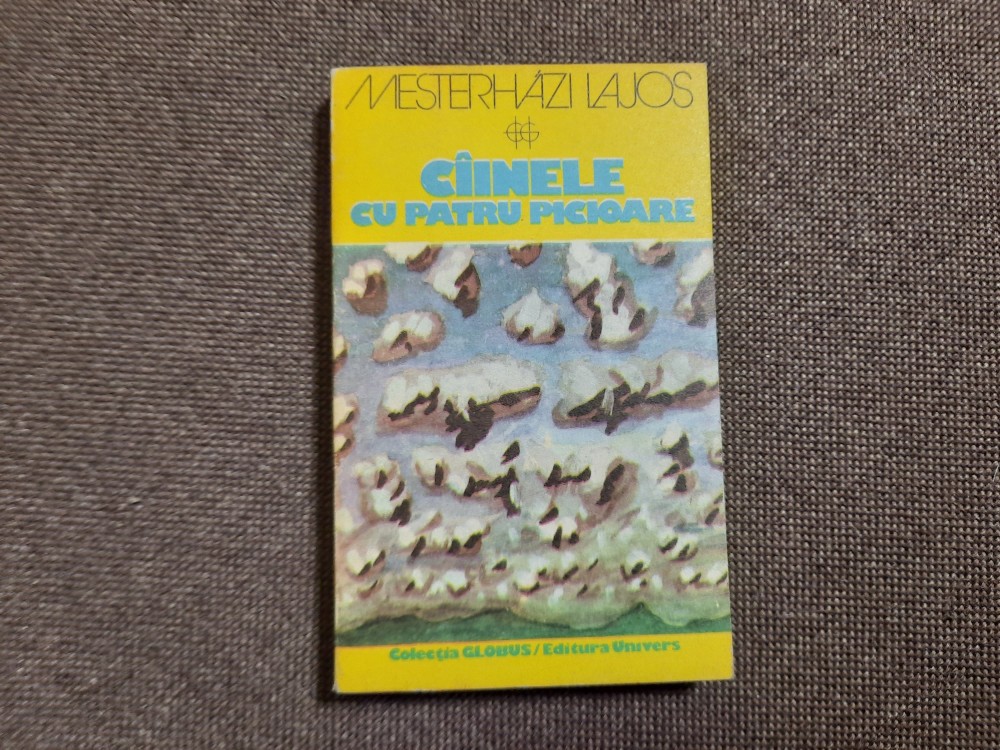 MESTERHÁZI LAJOS
CÎINELE
CU PATRU PICIOARE
Colecția GLOBUS / Editura Univers